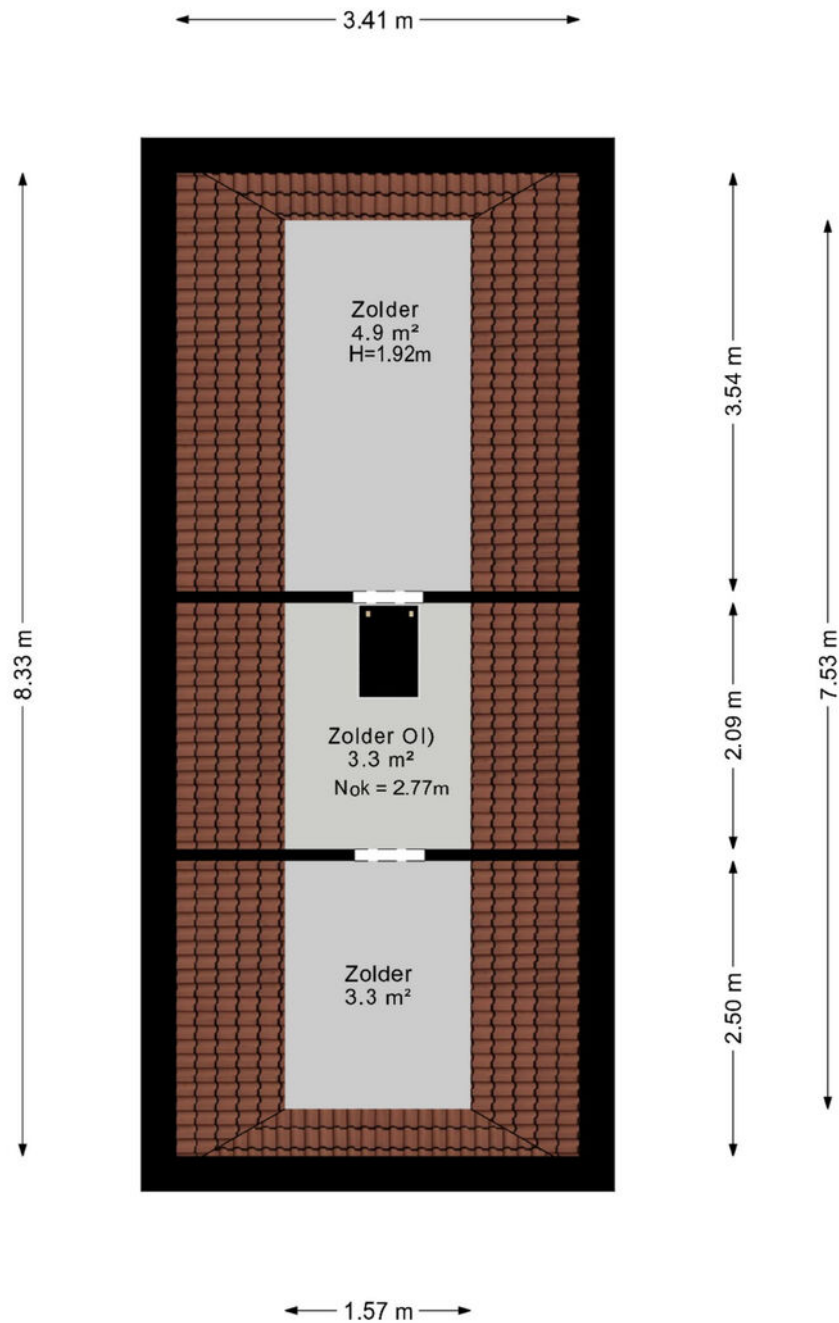 3.41 m
Zolder
4.9 m²
H=1.92m
3.54 m
8.33 m
7.53 m
2.09 m
Zolder OI)
3.3 m²
Nok = 2.77m
Zolder
3.3 m²
2.50 m
1.57 m